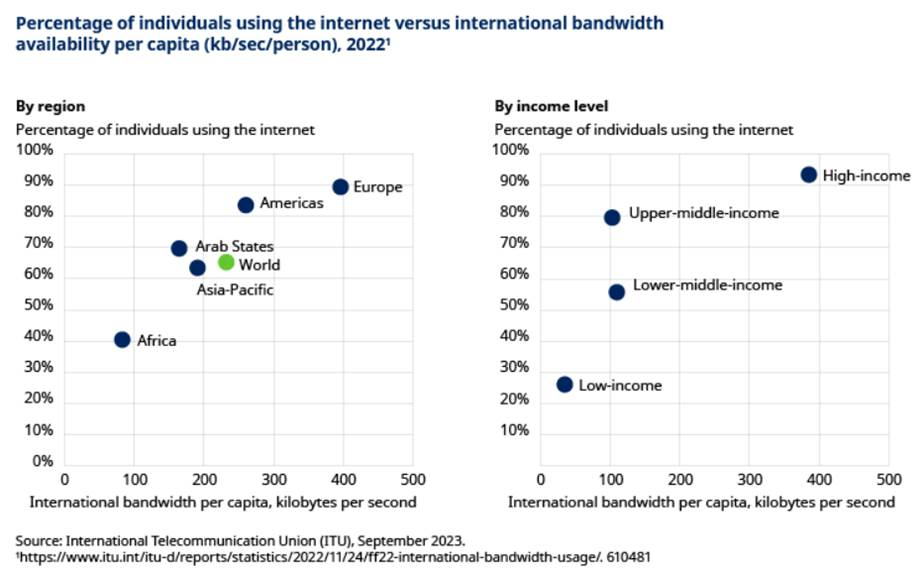 Percentage of individuals using the internet versus international bandwidth
availability per capita (kb/sec/person), 2022¹
By region
Percentage of individuals using the internet
100%
90%
80%
70%
60%
50%
40%
30%
20%
10%
0%
Europe
Americas
Arab States
World
Asia-Pacific
Africa
0 100 200 300 400 500
International bandwidth per capita, kilobytes per second
By income level
Percentage of individuals using the internet
100%
90%
80%
70%
60%
50%
40%
30%
20%
10%
High-income
Upper-middle-income
Lower-middle-income
Low-income
0 100 200 300 400 500
International bandwidth per capita, kilobytes per second
Source: International Telecommunication Union (ITU), September 2023.
¹https://www.itu.int/itu-d/reports/statistics/2022/11/24/ff22-international-bandwidth-usage/. 610481